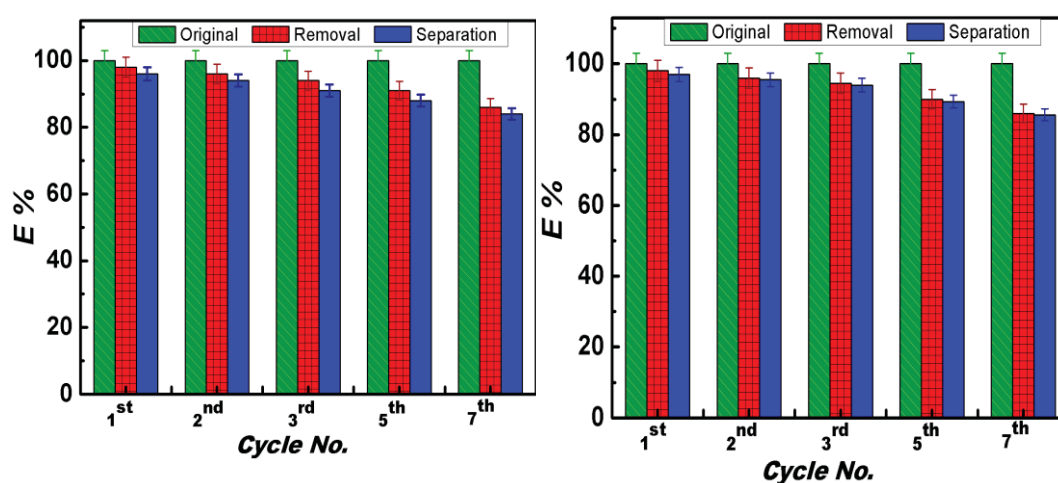 Original Removal Separation
100
80
60
40
20
0
E %
1st 2nd 3rd 5th 7th
Cycle No.
Original Removal Separation
100
80
60
40
20
0
E %
1st 2nd 3rd 5th 7th
Cycle No.